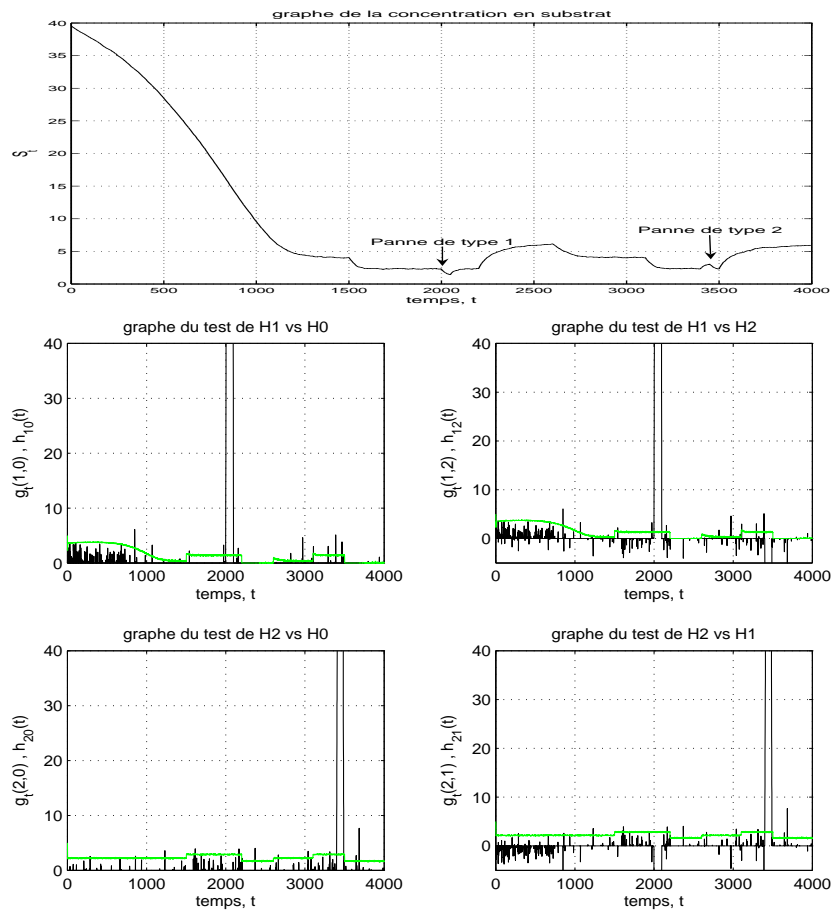 graphe de la concentration en substrat
40
35
30
25
20
15
10
5
0
S_t
Panne de type 1
Panne de type 2
0 500 1000 1500 2000 2500 3000 3500 4000
temps, t
graphe du test de H1 vs H0
40
30
20
10
0
g_t(1,0) , h_10(t)
0 1000 2000 3000 4000
temps, t
graphe du test de H1 vs H2
40
30
20
10
0
g_t(1,2) , h_12(t)
0 1000 2000 3000 4000
temps, t
graphe du test de H2 vs H0
40
30
20
10
0
g_t(2,0) , h_20(t)
0 1000 2000 3000 4000
temps, t
graphe du test de H2 vs H1
40
30
20
10
0
g_t(2,1) , h_21(t)
0 1000 2000 3000 4000
temps, t